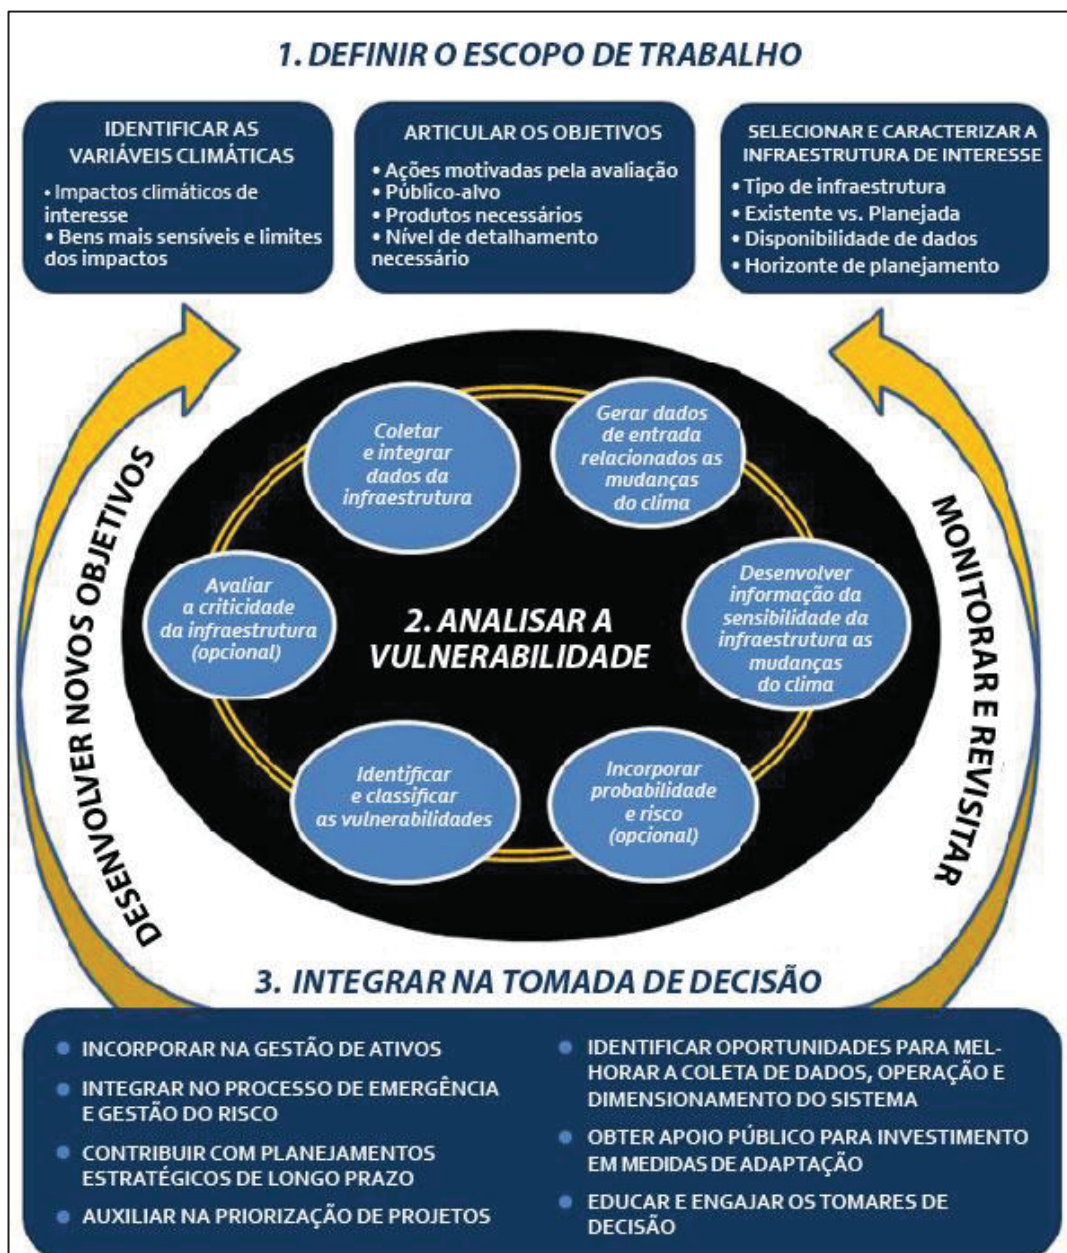 1. DEFINIR O ESCOPO DE TRABALHO
IDENTIFICAR AS
VARIÁVEIS CLIMÁTICAS
• Impactos climáticos de
interesse
• Bens mais sensíveis e limites
dos impactos
ARTICULAR OS OBJETIVOS
• Ações motivadas pela avaliação
• Público-alvo
• Produtos necessários
• Nível de detalhamento
necessário
SELECIONAR E CARACTERIZAR A
INFRAESTRUTURA DE INTERESSE
• Tipo de infraestrutura
• Existente vs. Planejada
• Disponibilidade de dados
• Horizonte de planejamento
DESENVOLVER NOVOS OBJETIVOS
Coletar
e integrar
dados da
infraestrutura
Gerar dados
de entrada
relacionados as
mudanças
do clima
Avaliar
a criticidade
da infraestrutura
(opcional)
2. ANALISAR A
VULNERABILIDADE
Desenvolver
informação da
sensibilidade da
infraestrutura as
mudanças
do clima
Identificar
e classificar
as vulnerabilidades
Incorporar
probabilidade
e risco
(opcional)
MONITORAR E REVISITAR
3. INTEGRAR NA TOMADA DE DECISÃO
• INCORPORAR NA GESTÃO DE ATIVOS
• INTEGRAR NO PROCESSO DE EMERGÊNCIA
E GESTÃO DO RISCO
• CONTRIBUIR COM PLANEJAMENTOS
ESTRATÉGICOS DE LONGO PRAZO
• AUXILIAR NA PRIORIZAÇÃO DE PROJETOS
• IDENTIFICAR OPORTUNIDADES PARA MEL-
HORAR A COLETA DE DADOS, OPERAÇÃO E
DIMENSIONAMENTO DO SISTEMA
• OBTER APOIO PÚBLICO PARA INVESTIMENTO
EM MEDIDAS DE ADAPTAÇÃO
• EDUCAR E ENGAJAR OS TOMARES DE
DECISÃO